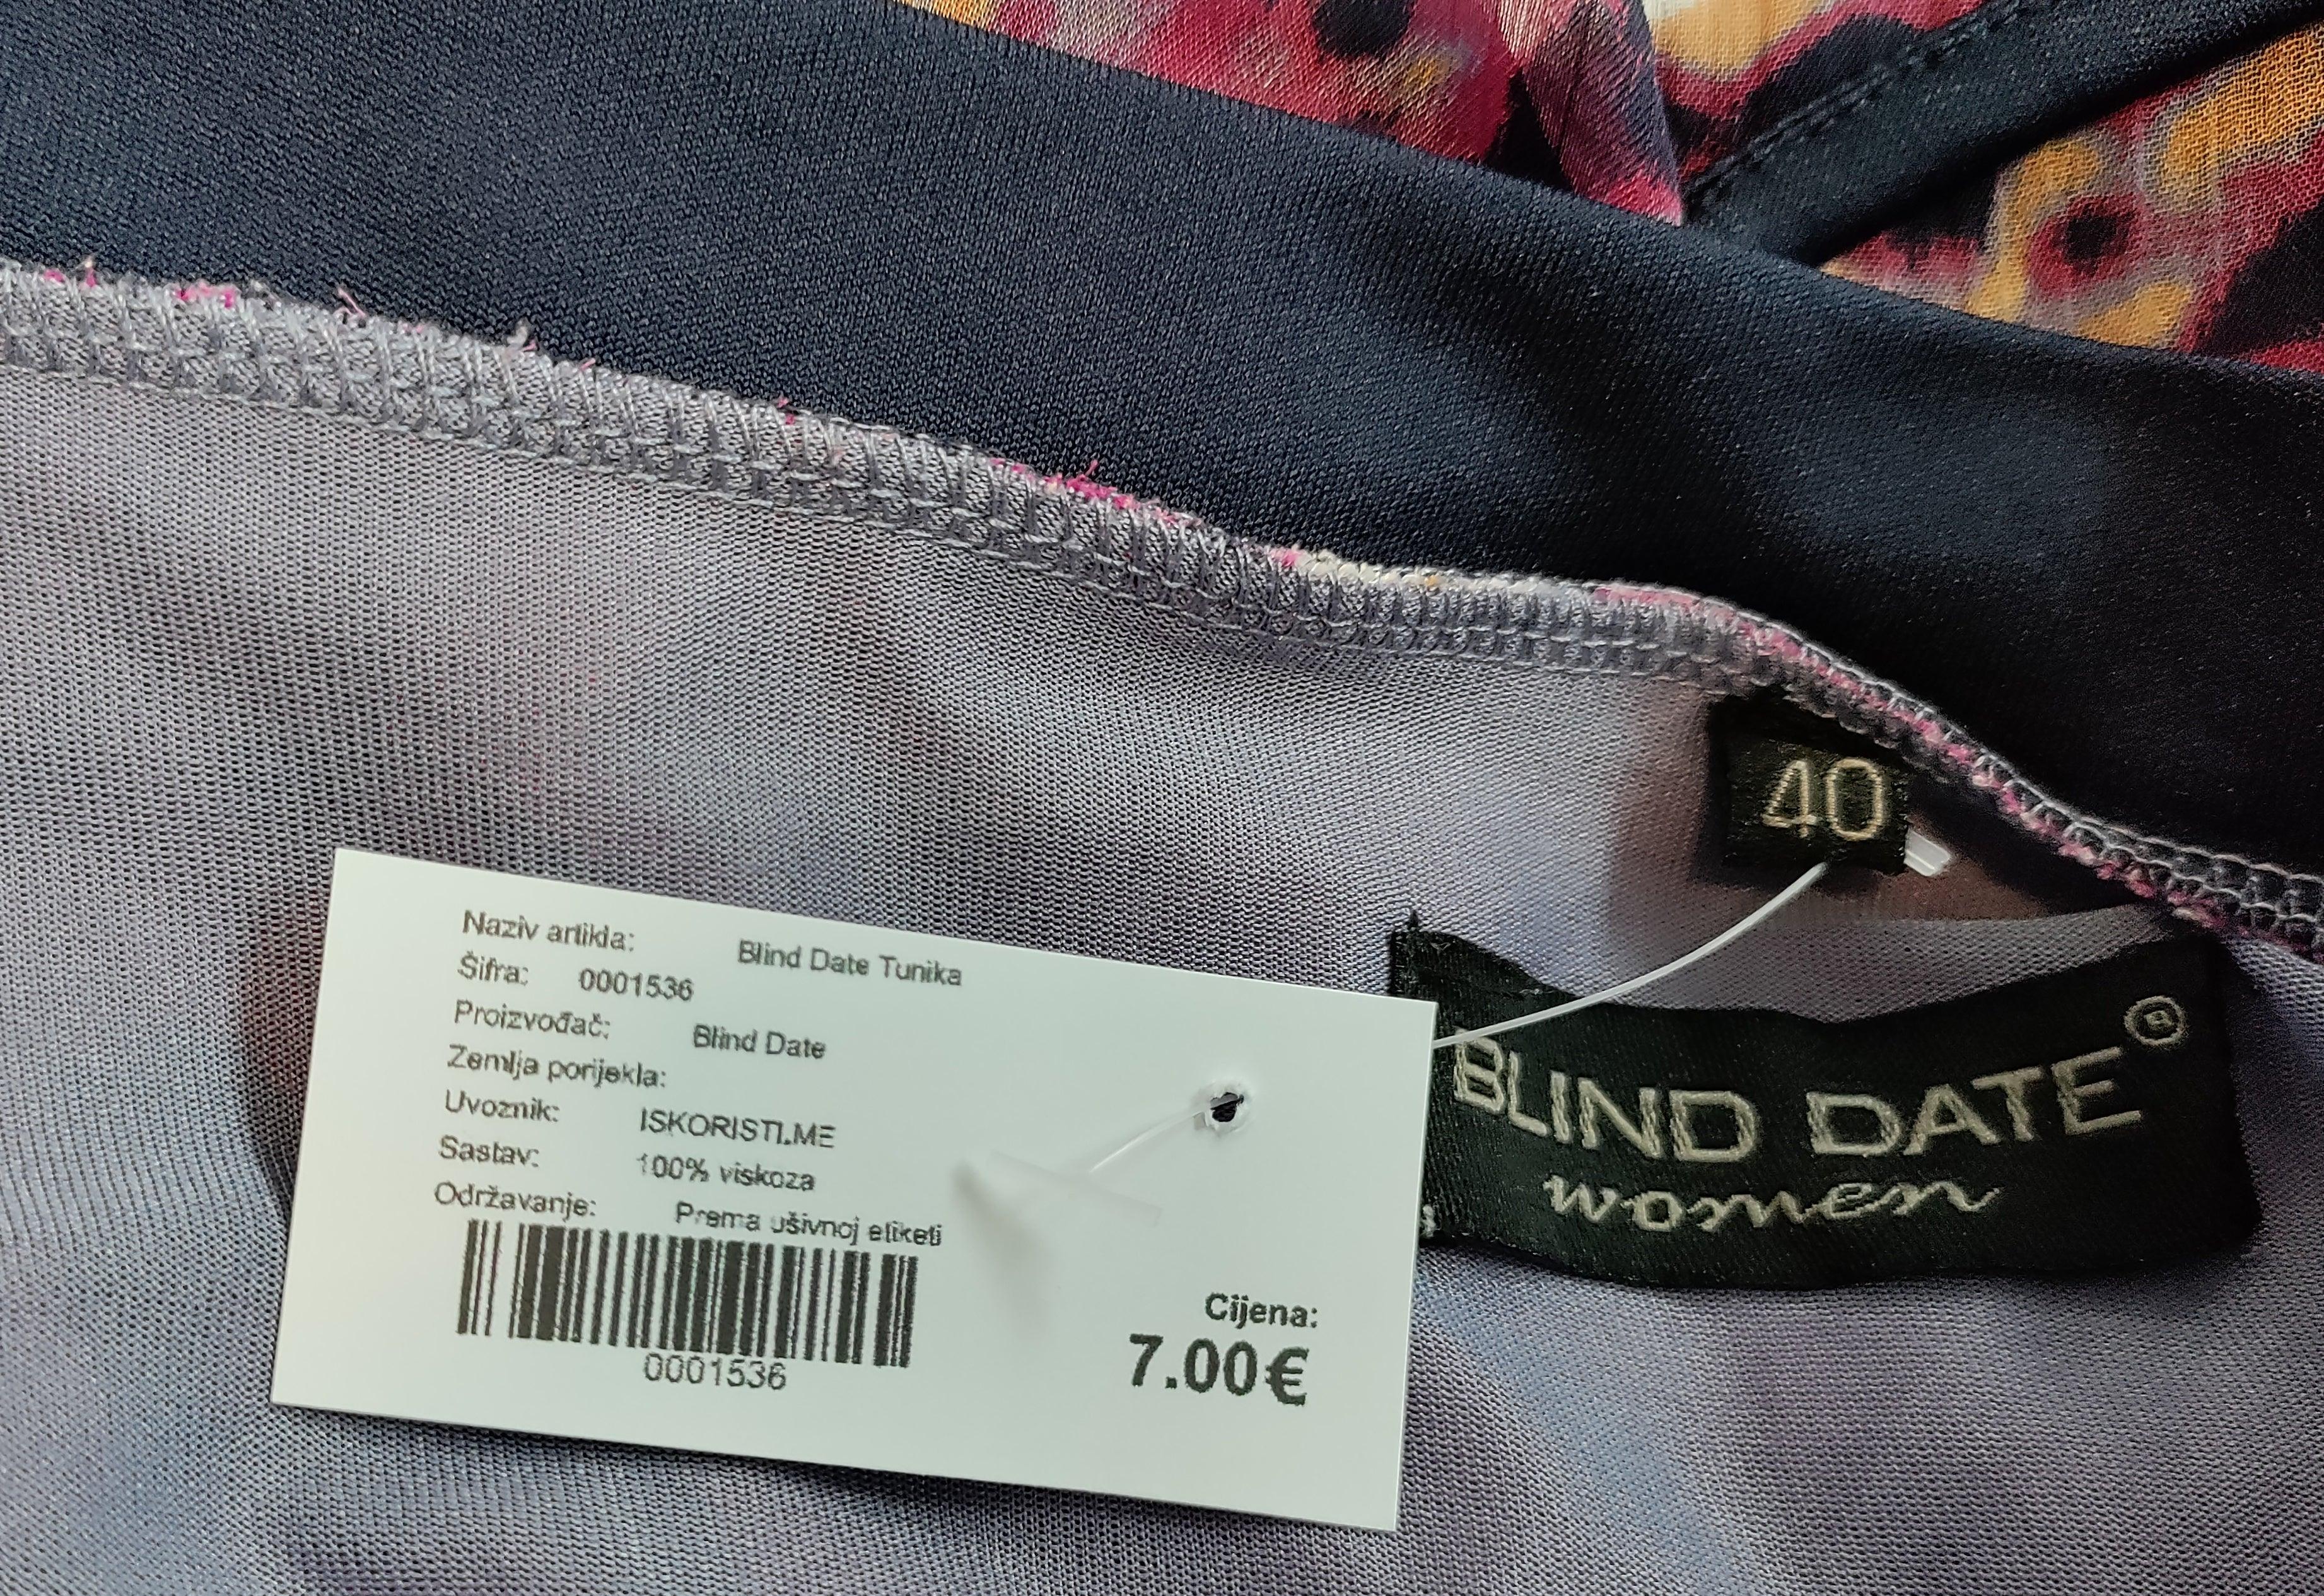 40
BLIND DATE ®
women
Naziv artikla: Blind Date Tunika
Šifra: 0001536
Proizvođač: Blind Date
Zemlja porijekla:
Uvoznik: ISKORISTI.ME
Sastav: 100% viskoza
Održavanje: Prema ušivnoj etiketi
0001536
Cijena:
7.00€